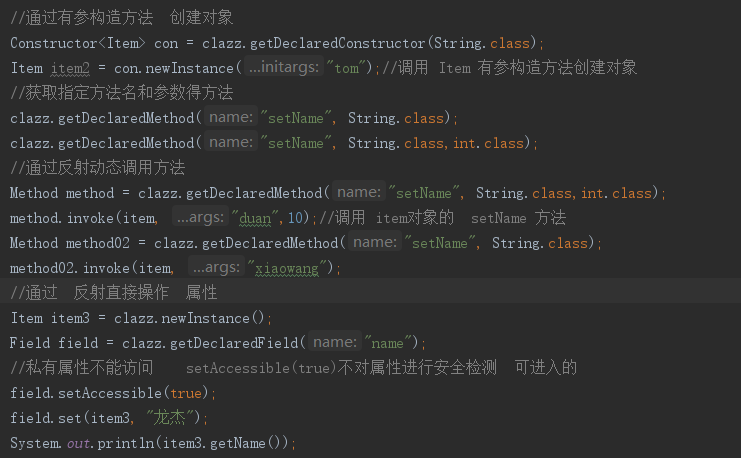 //通过有参构造方法 创建对象
Constructor<Item> con = clazz.getDeclaredConstructor(String.class);
Item item2 = con.newInstance( ...initargs: "tom");//调用 Item 有参构造方法创建对象
//获取指定方法名和参数得方法
clazz.getDeclaredMethod( name: "setName", String.class);
clazz.getDeclaredMethod( name: "setName", String.class,int.class);
//通过反射动态调用方法
Method method = clazz.getDeclaredMethod( name: "setName", String.class,int.class);
method.invoke(item, ...args: "duan",10);//调用 item对象的 setName 方法
Method method02 = clazz.getDeclaredMethod( name: "setName", String.class);
method02.invoke(item, ...args: "xiaowang");
//通过 反射直接操作 属性
Item item3 = clazz.newInstance();
Field field = clazz.getDeclaredField( name: "name");
//私有属性不能访问 setAccessible(true)不对属性进行安全检测 可进入的
field.setAccessible(true);
field.set(item3, "龙杰");
System.out.println(item3.getName());